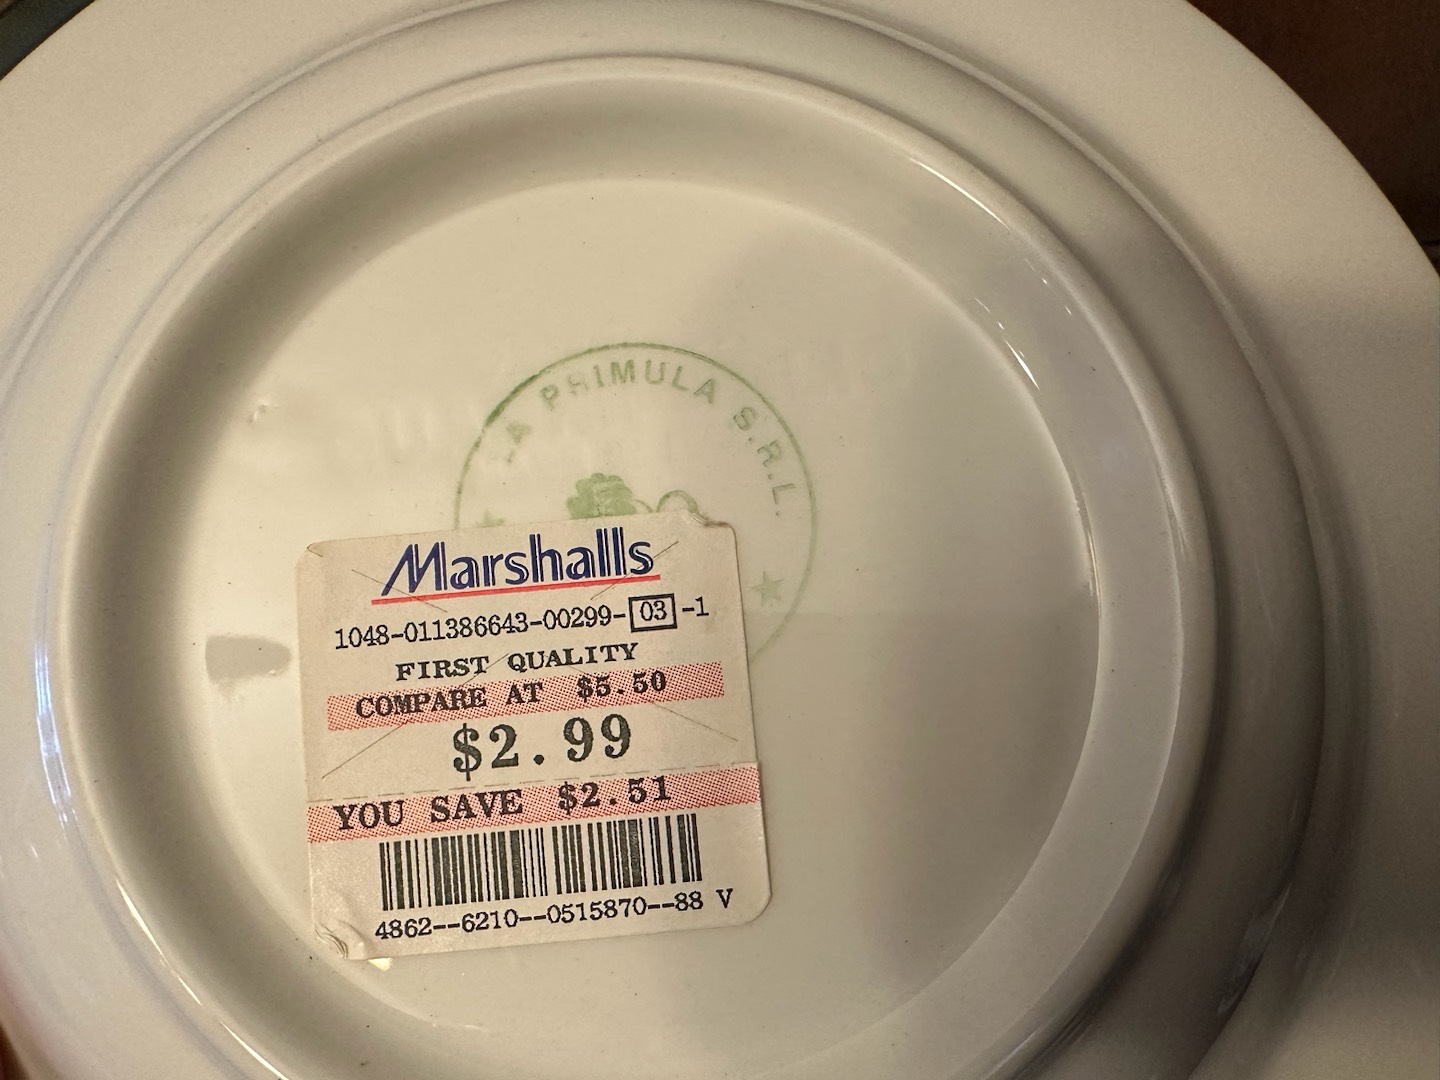 LA PRIMULA S.R.L.
Marshalls
1048-011386643-00299-03-1
FIRST QUALITY
COMPARE AT $5.50
$2.99
YOU SAVE $2.51
4862--6210--0515870--88 V